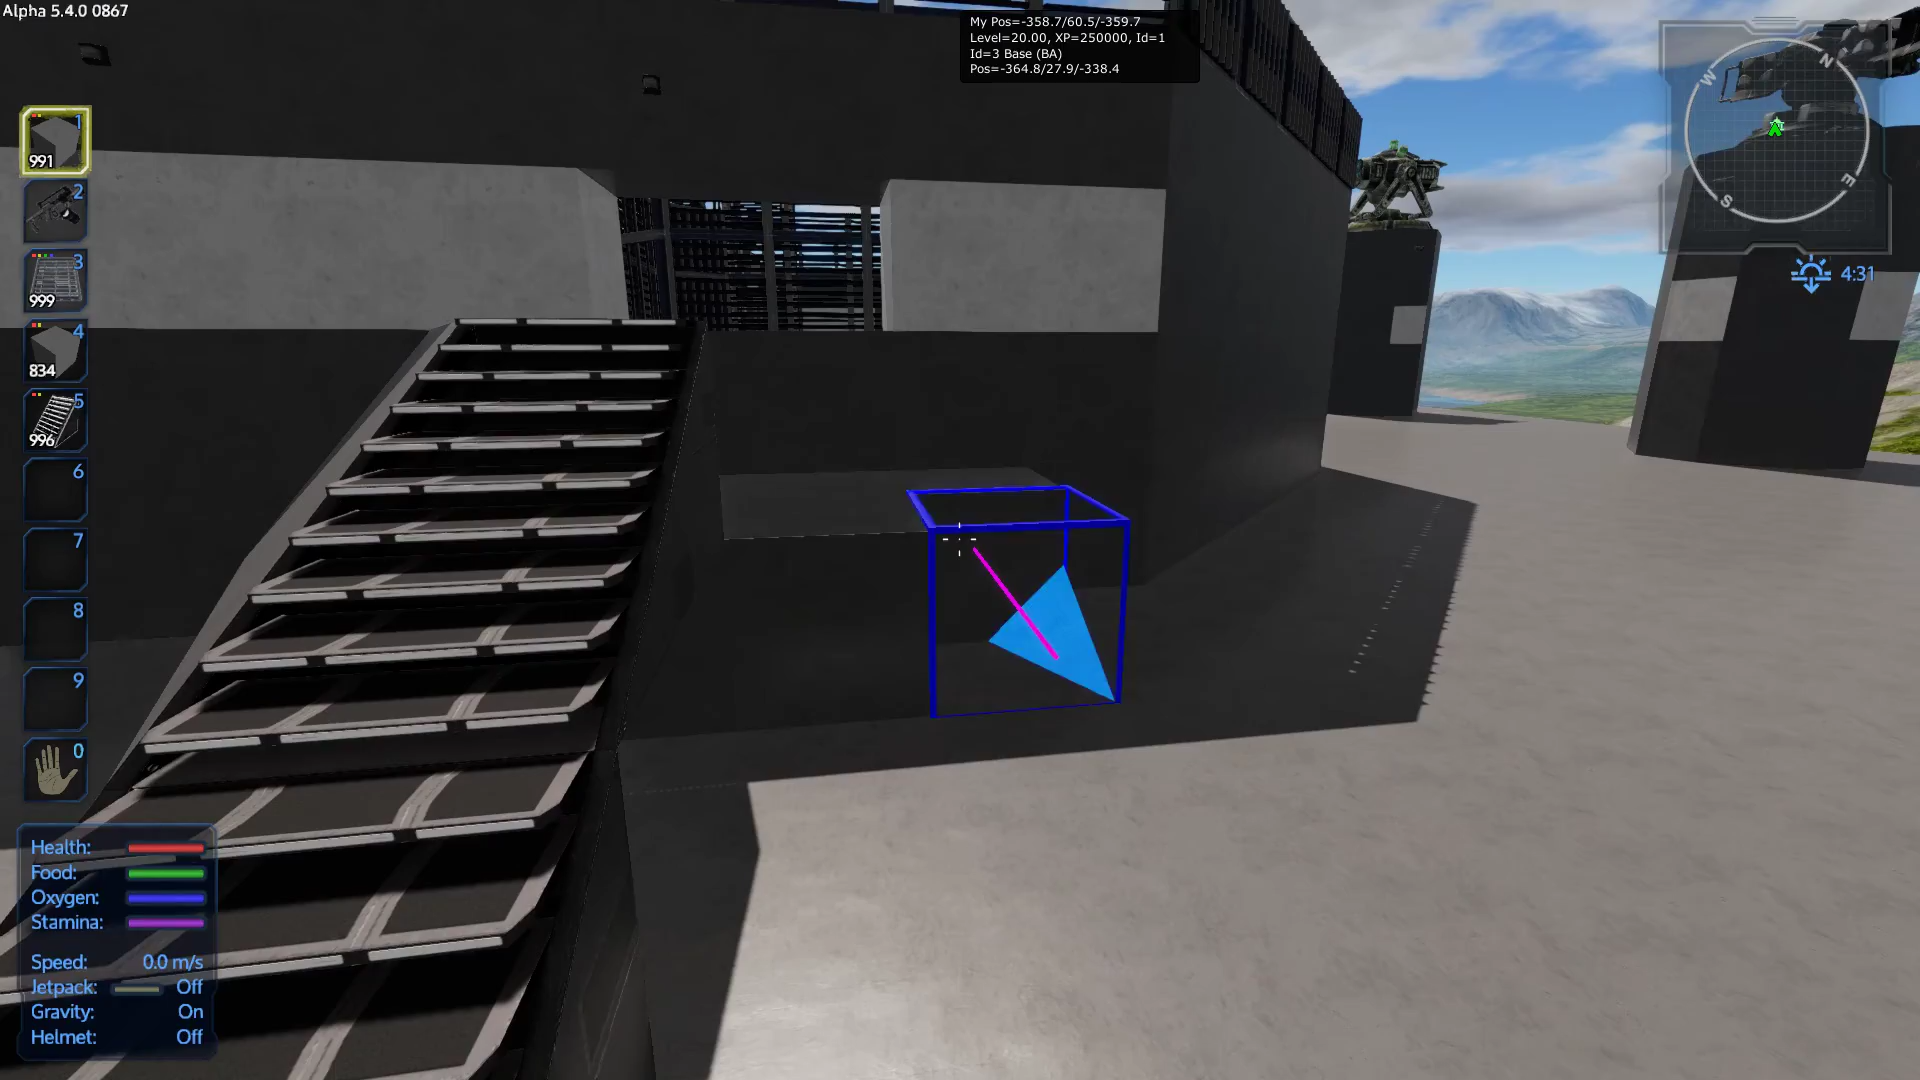 Alpha 5.4.0 0867
My Pos=-358.7/60.5/-359.7
Level=20.00, XP=250000, Id=1
Id=3 Base (BA)
Pos=-364.8/27.9/-338.4
W
N
E
S
4:31
1
991
2
3
999
4
834
5
996
6
7
8
9
0
Health:
Food:
Oxygen:
Stamina:
Speed: 0.0 m/s
Jetpack: Off
Gravity: On
Helmet: Off